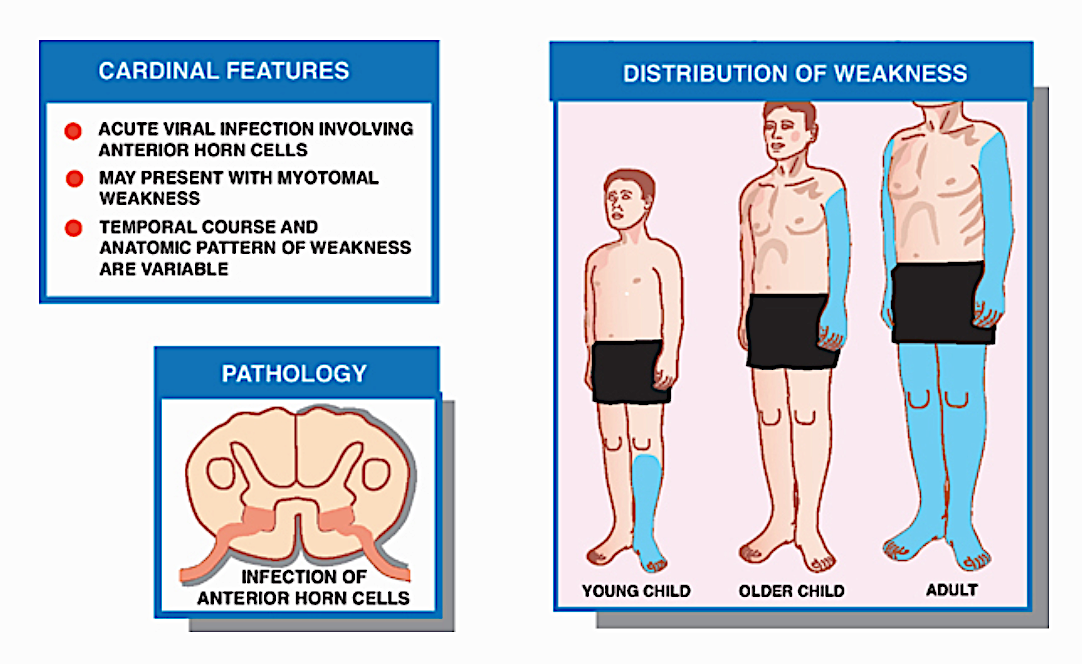 CARDINAL FEATURES
ACUTE VIRAL INFECTION INVOLVING
ANTERIOR HORN CELLS
MAY PRESENT WITH MYOTOMAL
WEAKNESS
TEMPORAL COURSE AND
ANATOMIC PATTERN OF WEAKNESS
ARE VARIABLE
PATHOLOGY
INFECTION OF
ANTERIOR HORN CELLS
DISTRIBUTION OF WEAKNESS
YOUNG CHILD
OLDER CHILD
ADULT